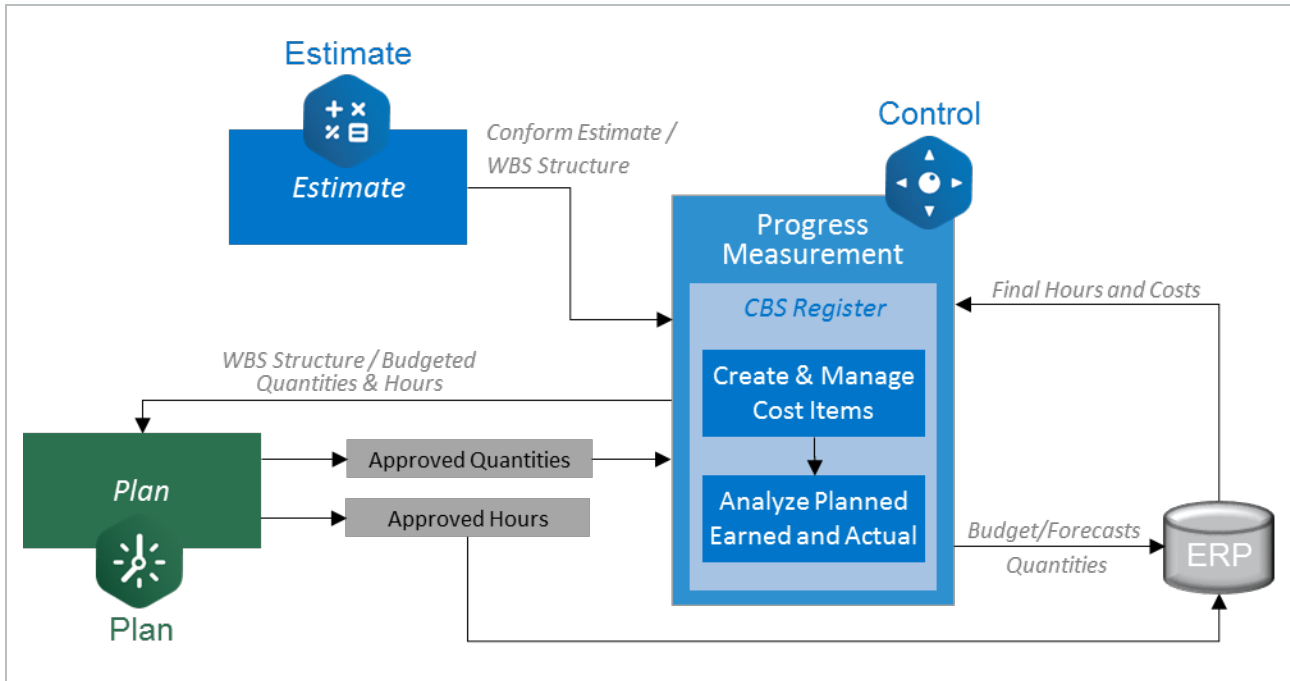 Estimate
Estimate
Conform Estimate /
WBS Structure
Control
Progress
Measurement
CBS Register
Create & Manage
Cost Items
Analyze Planned
Earned and Actual
Final Hours and Costs
WBS Structure / Budgeted
Quantities & Hours
Plan
Plan
Approved Quantities
Approved Hours
Budget/Forecasts
Quantities
ERP